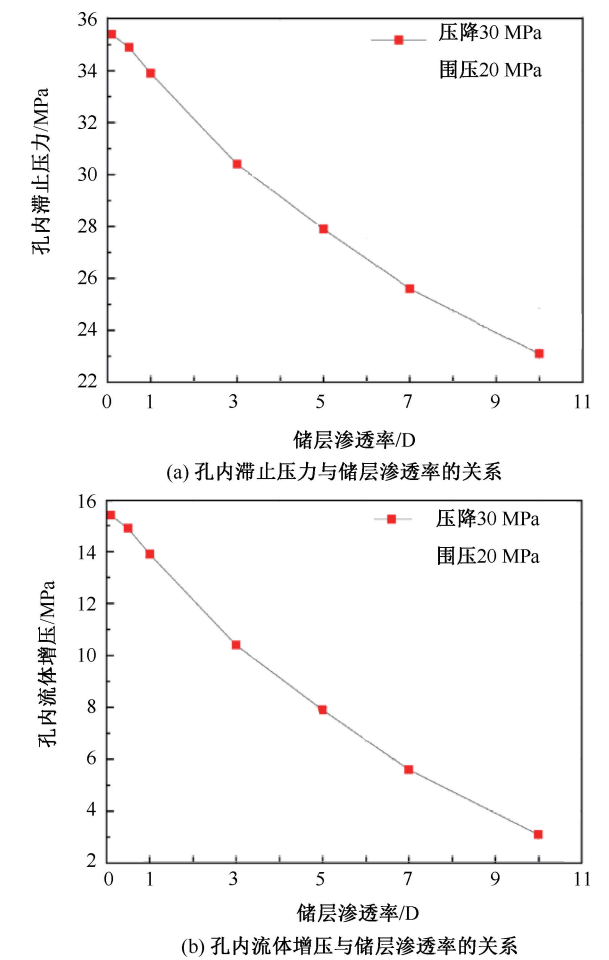 36
34
32
30
28
26
24
22
孔内滞止压力/MPa
压降30 MPa
围压20 MPa
0 1 3 5 7 9 11
储层渗透率/D
(a) 孔内滞止压力与储层渗透率的关系
16
14
12
10
8
6
4
2
孔内流体增压/MPa
压降30 MPa
围压20 MPa
0 1 3 5 7 9 11
储层渗透率/D
(b) 孔内流体增压与储层渗透率的关系